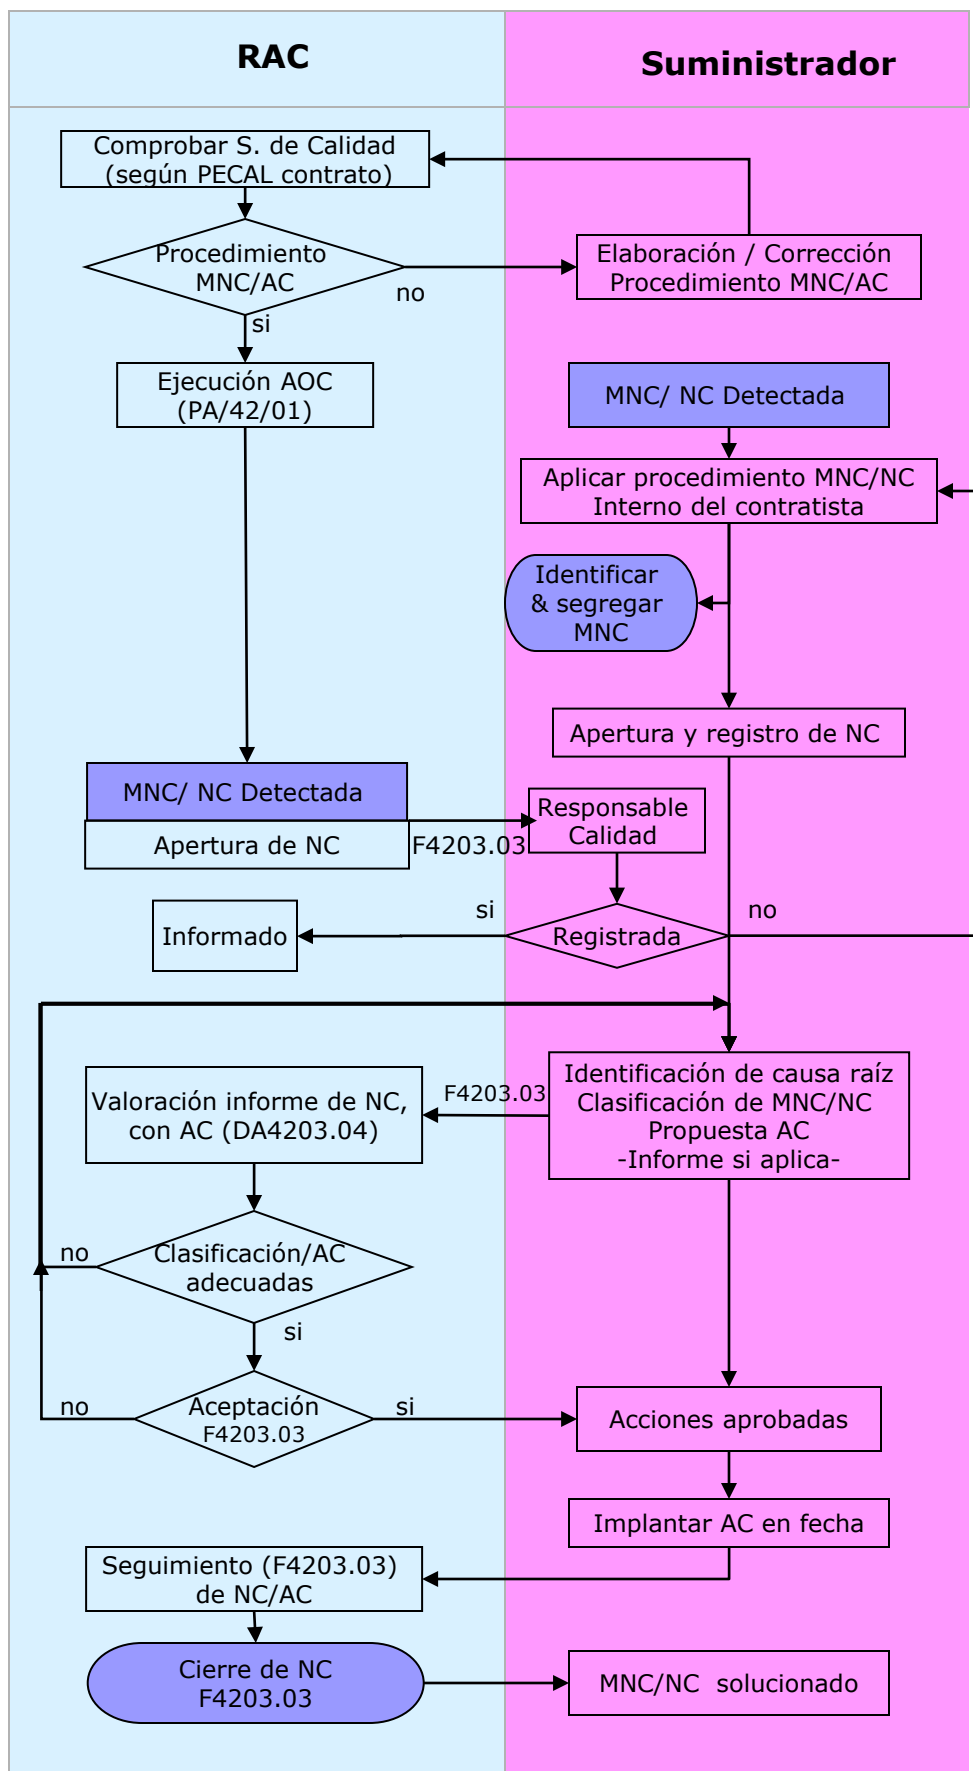 RAC
Suministrador
Comprobar S. de Calidad
(según PECAL contrato)
Procedimiento
MNC/AC
no
si
Elaboración / Corrección
Procedimiento MNC/AC
Ejecución AOC
(PA/42/01)
MNC/ NC Detectada
Aplicar procedimiento MNC/NC
Interno del contratista
Identificar
& segregar
MNC
Apertura y registro de NC
MNC/ NC Detectada
Apertura de NC
F4203.03
Responsable
Calidad
si
no
Informado
Registrada
Identificación de causa raíz
Clasificación de MNC/NC
Propuesta AC
-Informe si aplica-
F4203.03
Valoración informe de NC,
con AC (DA4203.04)
no
Clasificación/AC
adecuadas
si
no
Aceptación
F4203.03
si
Acciones aprobadas
Implantar AC en fecha
Seguimiento (F4203.03)
de NC/AC
Cierre de NC
F4203.03
MNC/NC  solucionado